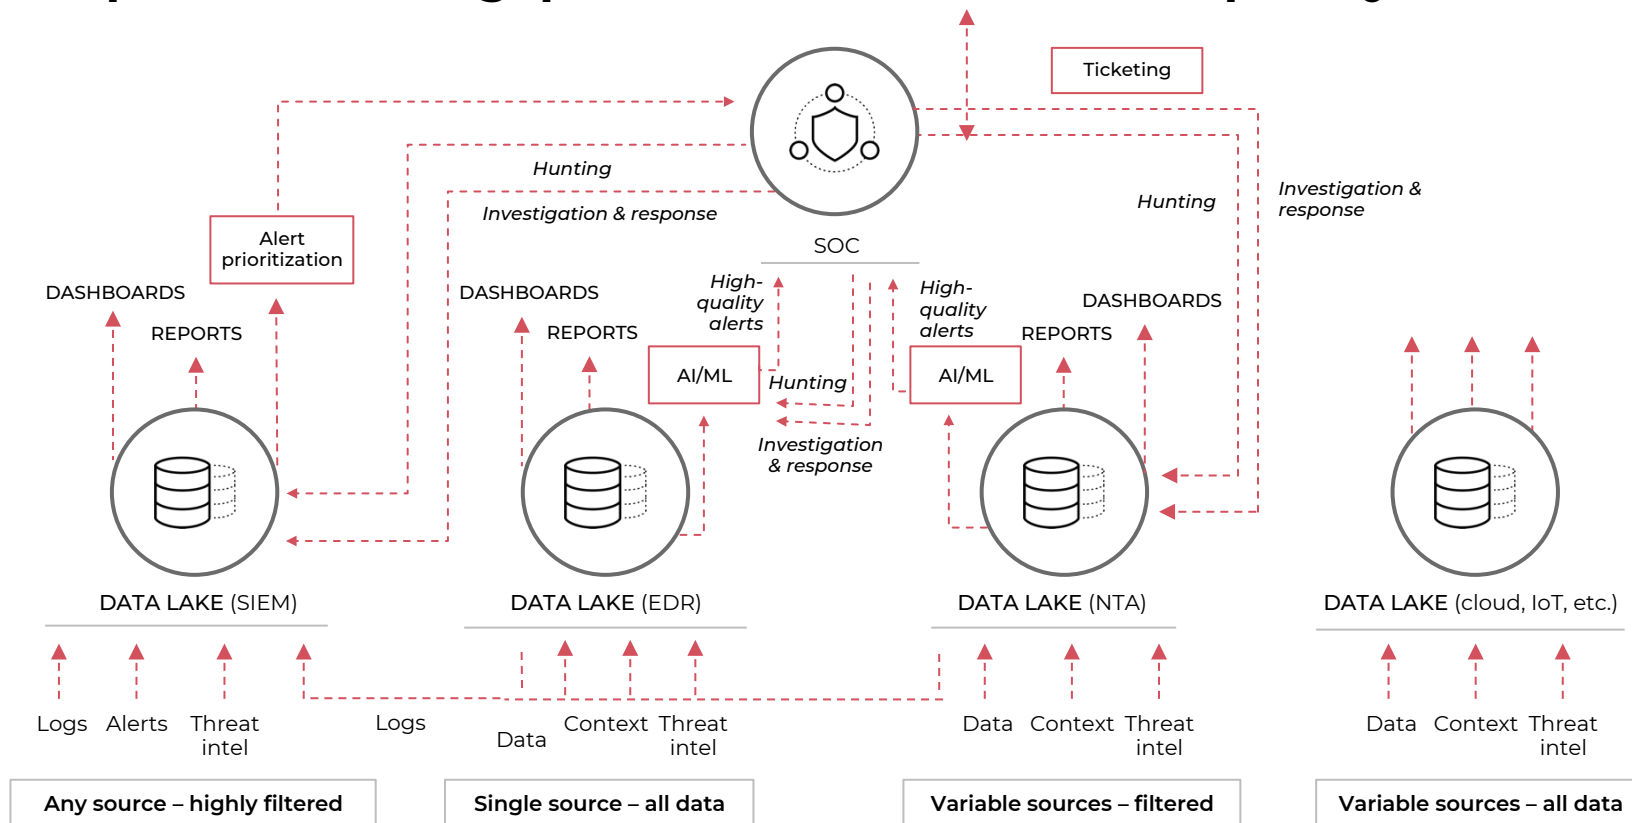 Ticketing
Hunting
Investigation & response
Hunting
Investigation &
response
Alert
prioritization
SOC
DASHBOARDS
REPORTS
DASHBOARDS
REPORTS
High-
quality
alerts
AI/ML
Hunting
Investigation
& response
High-
quality
alerts
AI/ML
DASHBOARDS
REPORTS
DATA LAKE (SIEM)
DATA LAKE (EDR)
DATA LAKE (NTA)
DATA LAKE (cloud, IoT, etc.)
Logs
Alerts
Threat
intel
Logs
Data
Context
Threat
intel
Data
Context
Threat
intel
Data
Context
Threat
intel
Any source – highly filtered
Single source – all data
Variable sources – filtered
Variable sources – all data